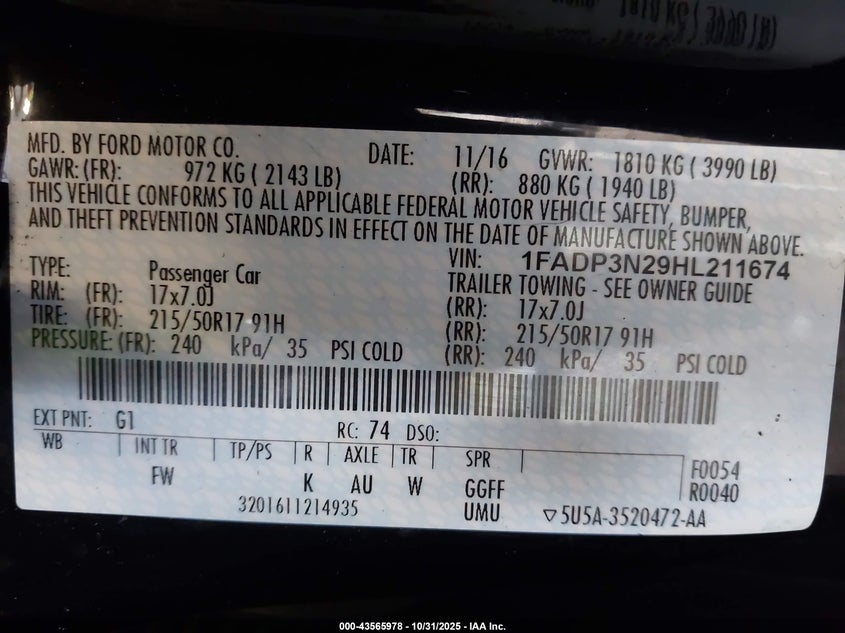 MFD. BY FORD MOTOR CO. DATE: 11/16 GVWR: 1810 KG ( 3990 LB)
GAWR: (FR): 972 KG ( 2143 LB) (RR): 880 KG ( 1940 LB)
THIS VEHICLE CONFORMS TO ALL APPLICABLE FEDERAL MOTOR VEHICLE SAFETY, BUMPER,
AND THEFT PREVENTION STANDARDS IN EFFECT ON THE DATE OF MANUFACTURE SHOWN ABOVE.
VIN: 1FADP3N29HL211674
TYPE: Passenger Car TRAILER TOWING - SEE OWNER GUIDE
RIM: (FR): 17x7.0J (RR): 17x7.0J
TIRE: (FR): 215/50R17 91H (RR): 215/50R17 91H
PRESSURE: (FR): 240 kPa/ 35 PSI COLD (RR): 240 kPa/ 35 PSI COLD
EXT PNT: G1 RC: 74 DSO:
WB INT TR TP/PS R AXLE TR SPR F0054
FW K AU W GGFF R0040
3201611214935 UMU ▽5U5A-3520472-AA
000-43565978 - 10/31/2025 - IAA Inc.